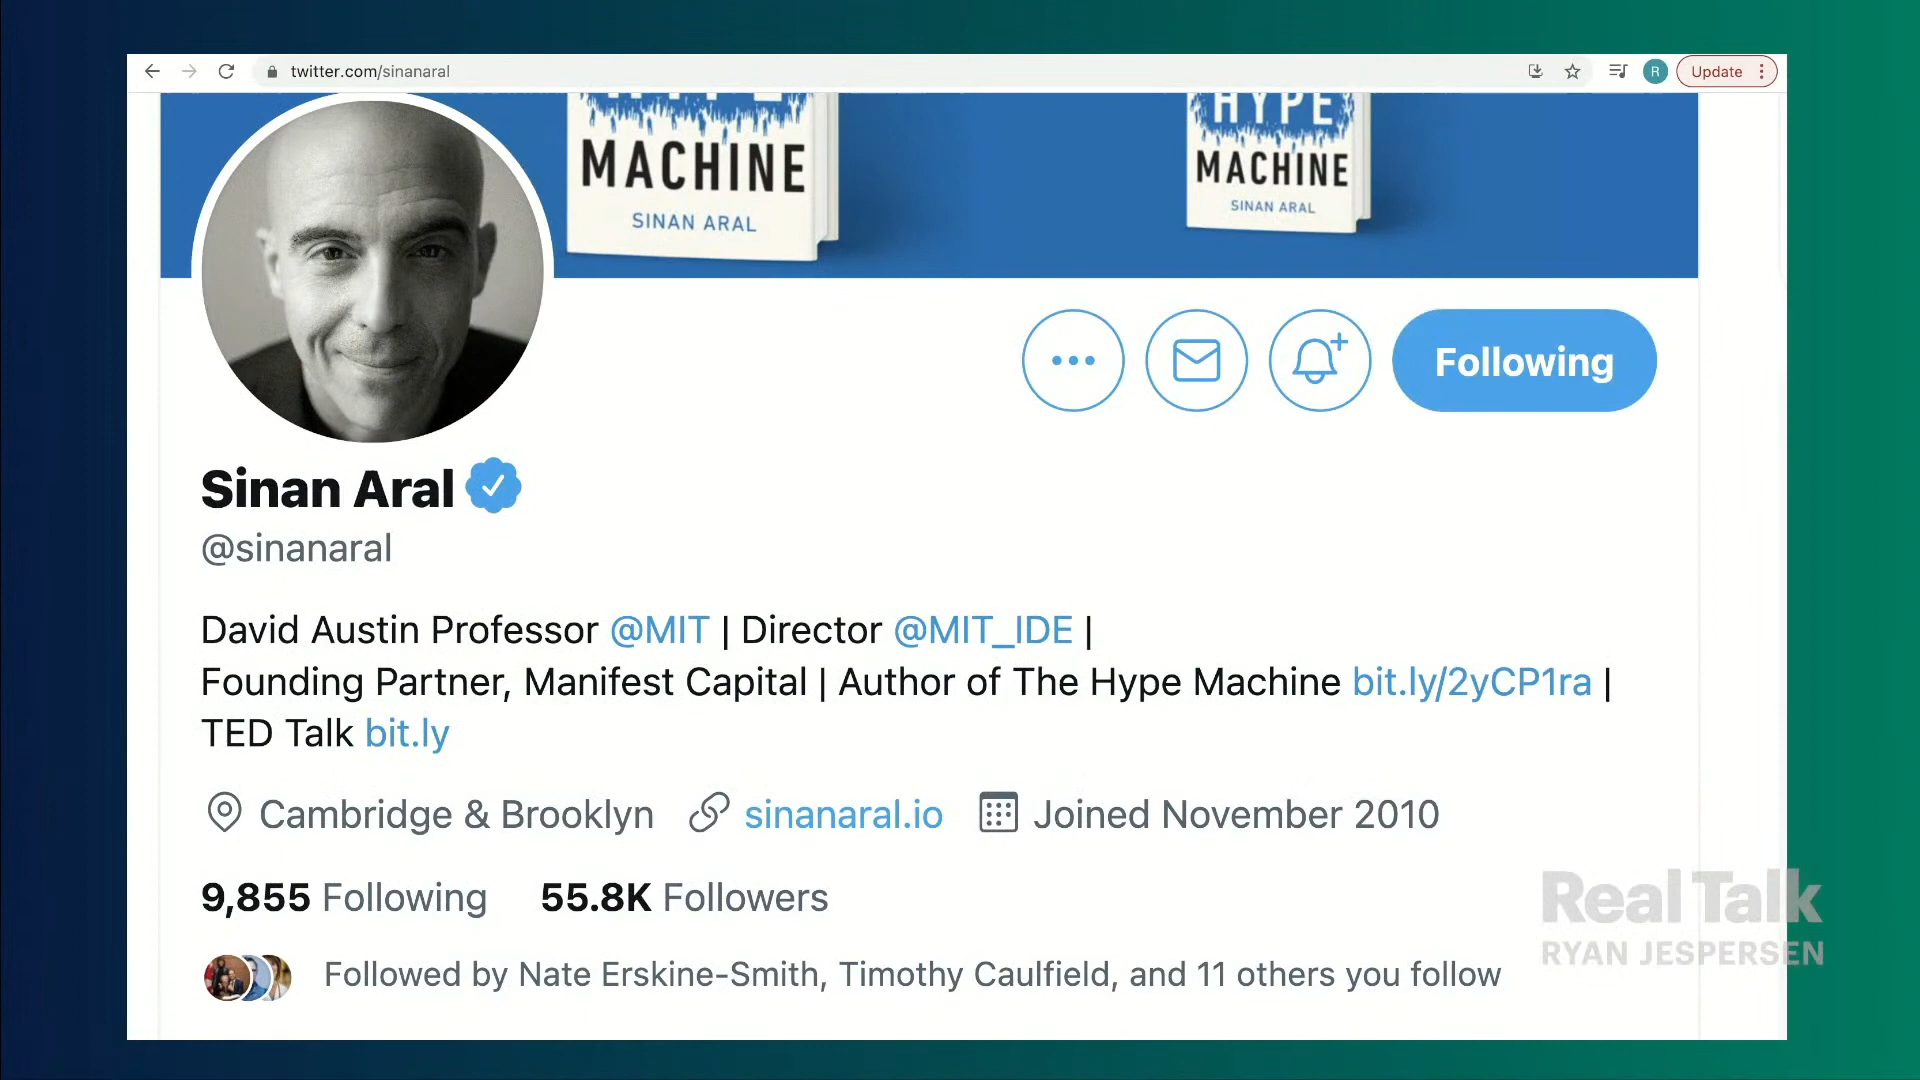 twitter.com/sinanaral
R
Update
HYPE
MACHINE
SINAN ARAL
HYPE
MACHINE
SINAN ARAL
Following
Sinan Aral
@sinanaral
David Austin Professor @MIT | Director @MIT_IDE |
Founding Partner, Manifest Capital | Author of The Hype Machine bit.ly/2yCP1ra |
TED Talk bit.ly
Cambridge & Brooklyn sinanaral.io Joined November 2010
9,855 Following 55.8K Followers
Followed by Nate Erskine-Smith, Timothy Caulfield, and 11 others you follow
Real Talk
RYAN JESPERSEN